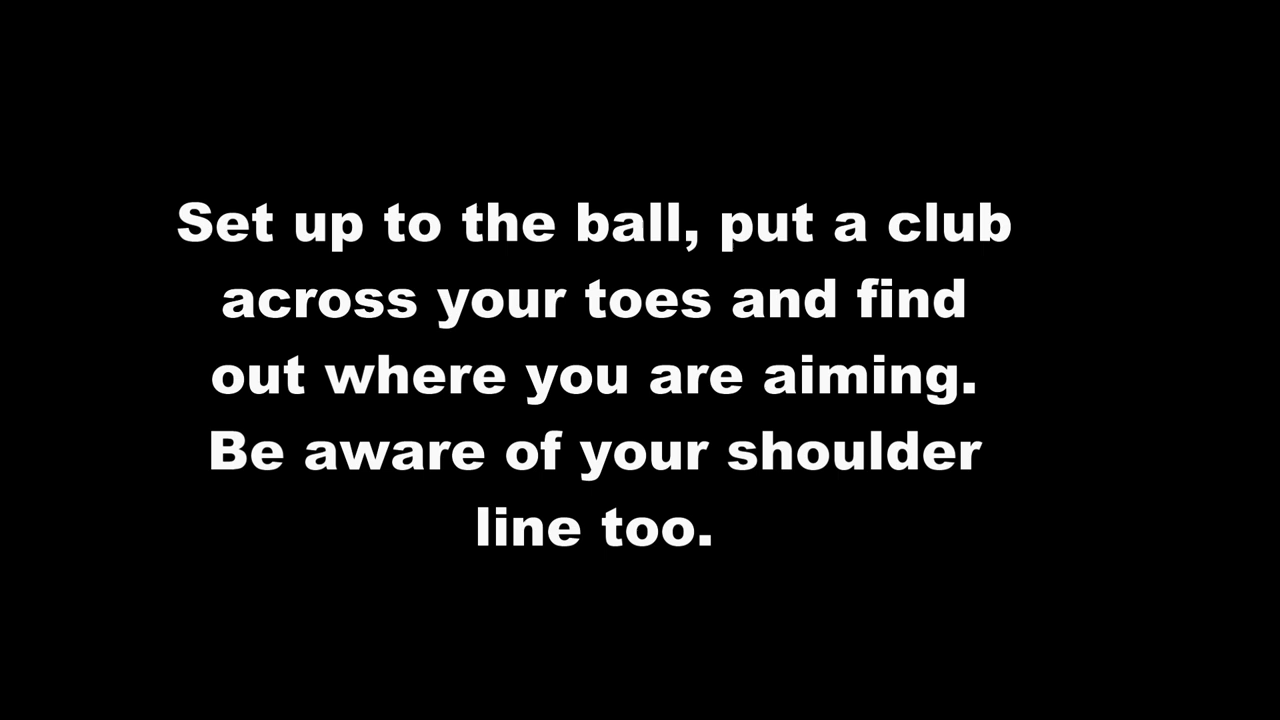 Set up to the ball, put a club
across your toes and find
out where you are aiming.
Be aware of your shoulder
line too.